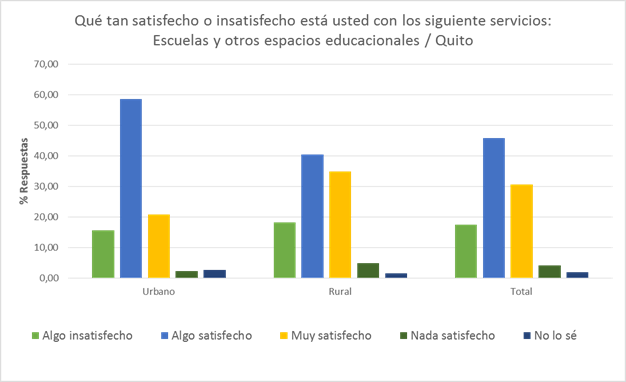 Qué tan satisfecho o insatisfecho está usted con los siguiente servicios:
Escuelas y otros espacios educacionales / Quito
% Respuestas
70,00
60,00
50,00
40,00
30,00
20,00
10,00
0,00
Urbano Rural Total
Algo insatisfecho Algo satisfecho Muy satisfecho Nada satisfecho No lo sé